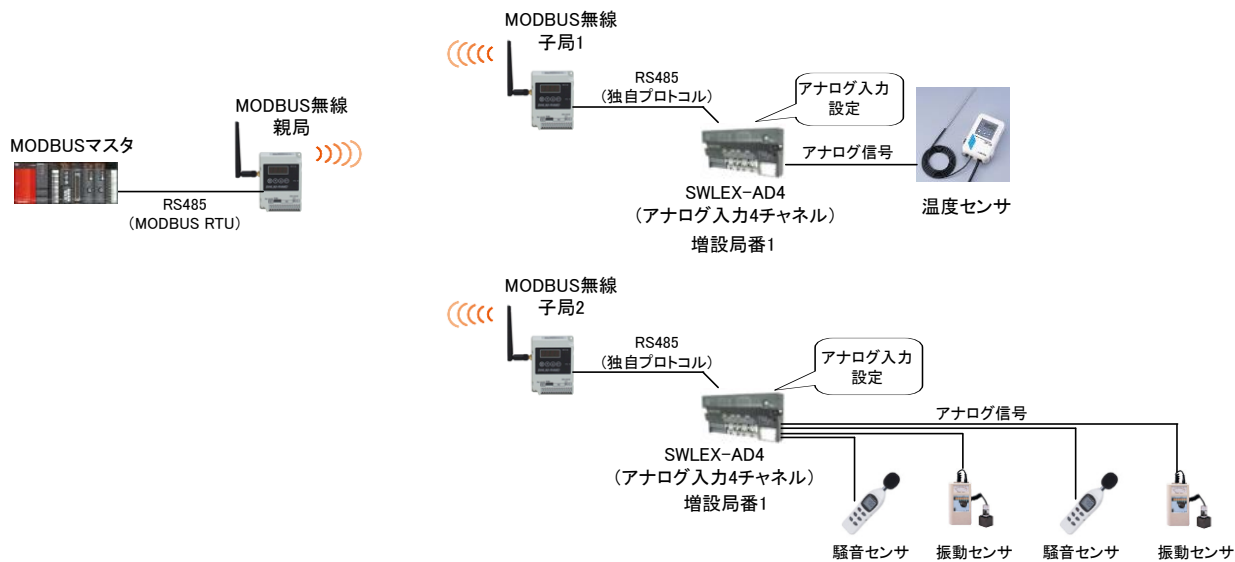 MODBUSマスタ
RS485
(MODBUS RTU)
MODBUS無線
親局
MODBUS無線
子局1
RS485
(独自プロトコル)
アナログ入力
設定
アナログ信号
SWLEX-AD4
(アナログ入力4チャネル)
増設局番1
温度センサ
MODBUS無線
子局2
RS485
(独自プロトコル)
アナログ入力
設定
アナログ信号
SWLEX-AD4
(アナログ入力4チャネル)
増設局番1
騒音センサ
振動センサ
騒音センサ
振動センサ